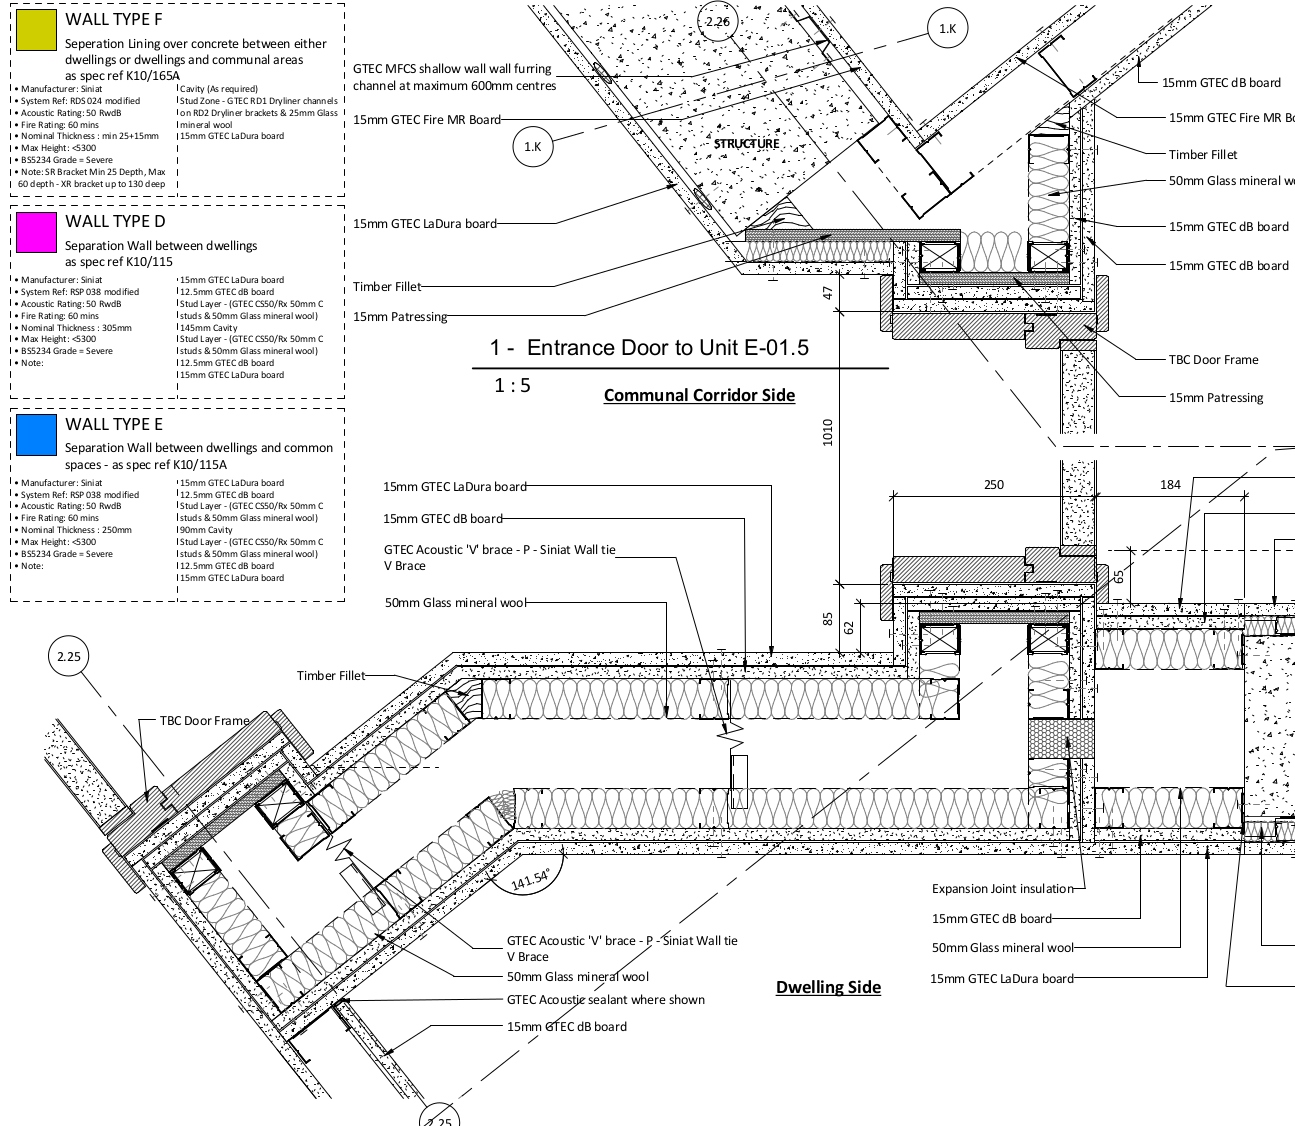 WALL TYPE F
Seperation Lining over concrete between either
dwellings or dwellings and communal areas
as spec ref K10/165A
• Manufacturer: Siniat
• System Ref: RDS024 modified
• Acoustic Rating: 50 RwdB
• Fire Rating: 60 mins
• Nominal Thickness : min 25+15mm
• Max Height: <5300
• BS5234 Grade = Severe
• Note: SR Bracket Min 25 Depth, Max
60 depth - XR bracket up to 130 deep
Cavity (As required)
Stud Zone - GTEC RD1 Dryliner channels
on RD2 Dryliner brackets & 25mm Glass
mineral wool
15mm GTEC LaDura board
WALL TYPE D
Separation Wall between dwellings
as spec ref K10/115
• Manufacturer: Siniat
• System Ref: RSP 038 modified
• Acoustic Rating: 50 RwdB
• Fire Rating: 60 mins
• Nominal Thickness : 305mm
• Max Height: <5300
• BS5234 Grade = Severe
• Note:
15mm GTEC LaDura board
12.5mm GTEC dB board
Stud Layer - (GTEC CS50/Rx 50mm C
studs & 50mm Glass mineral wool)
145mm Cavity
Stud Layer - (GTEC CS50/Rx 50mm C
studs & 50mm Glass mineral wool)
12.5mm GTEC dB board
15mm GTEC LaDura board
WALL TYPE E
Separation Wall between dwellings and common
spaces - as spec ref K10/115A
• Manufacturer: Siniat
• System Ref: RSP 038 modified
• Acoustic Rating: 50 RwdB
• Fire Rating: 60 mins
• Nominal Thickness : 250mm
• Max Height: <5300
• BS5234 Grade = Severe
• Note:
15mm GTEC LaDura board
12.5mm GTEC dB board
Stud Layer - (GTEC CS50/Rx 50mm C
studs & 50mm Glass mineral wool)
90mm Cavity
Stud Layer - (GTEC CS50/Rx 50mm C
studs & 50mm Glass mineral wool)
12.5mm GTEC dB board
15mm GTEC LaDura board
2.26
1.K
GTEC MFCS shallow wall wall furring
channel at maximum 600mm centres
15mm GTEC Fire MR Board
1.K
STRUCTURE
15mm GTEC LaDura board
Timber Fillet
15mm Patressing
15mm GTEC dB board
15mm GTEC Fire MR
Timber Fillet
50mm Glass mineral
15mm GTEC dB board
15mm GTEC dB board
TBC Door Frame
15mm Patressing
47
1 - Entrance Door to Unit E-01.5
1 : 5
Communal Corridor Side
1010
250
184
65
85
62
15mm GTEC LaDura board
15mm GTEC dB board
GTEC Acoustic 'V' brace - P - Siniat Wall tie
V Brace
50mm Glass mineral wool
2.25
Timber Fillet
TBC Door Frame
141.54°
Expansion Joint insulation
15mm GTEC dB board
50mm Glass mineral wool
15mm GTEC LaDura board
GTEC Acoustic 'V' brace - P - Siniat Wall tie
V Brace
50mm Glass mineral wool
GTEC Acoustic sealant where shown
15mm GTEC dB board
Dwelling Side
2.25